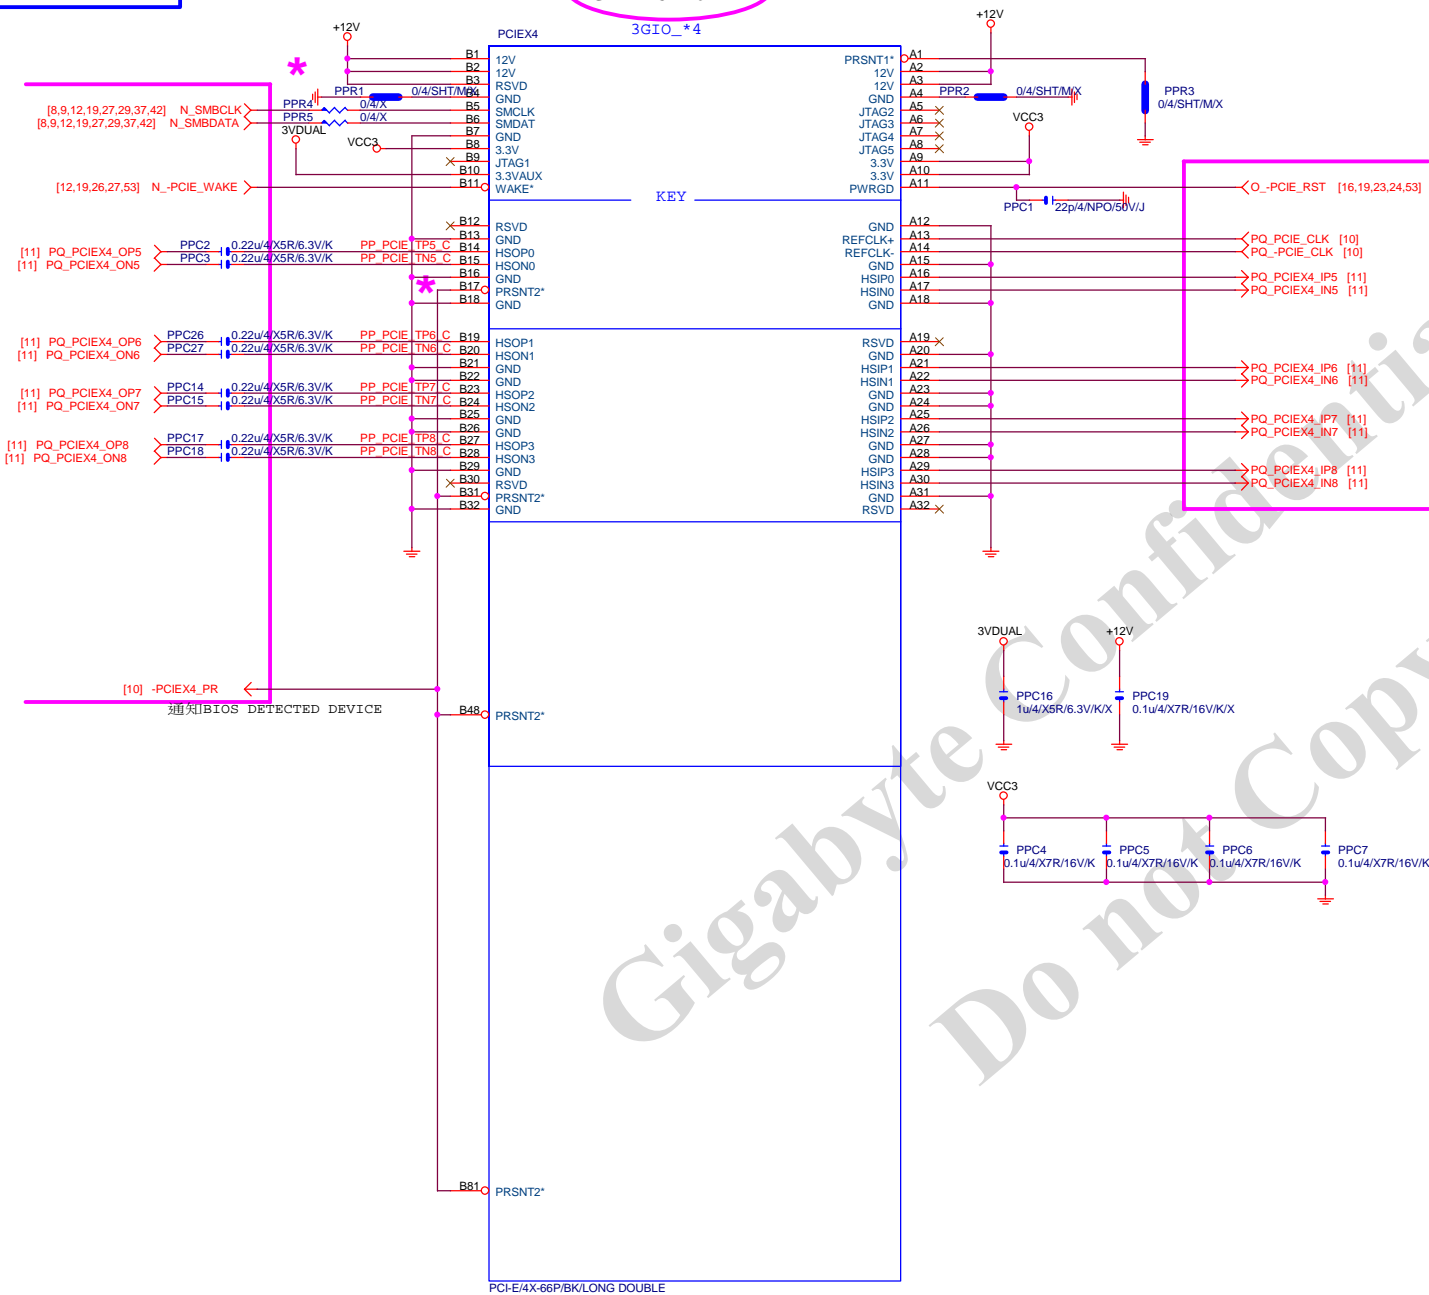 3GIO_*4
PCIEX4
+12V
+12V
B1 12V
B2 12V
B3 RSVD
B4 GND
B5 SMCLK
B6 SMDAT
B7 GND
B8 3.3V
B9 JTAG1
B10 3.3VAUX
B11 WAKE*
KEY
B12 RSVD
B13 GND
B14 HSOP0
B15 HSON0
B16 GND
B17 PRSNT2*
B18 GND
B19 HSOP1
B20 HSON1
B21 GND
B22 GND
B23 HSOP2
B24 HSON2
B25 GND
B26 GND
B27 HSOP3
B28 HSON3
B29 GND
B30 RSVD
B31 PRSNT2*
B32 GND
B48 PRSNT2*
B81 PRSNT2*
PRSNT1* A1
12V A2
12V A3
GND A4
JTAG2 A5
JTAG3 A6
JTAG4 A7
JTAG5 A8
3.3V A9
3.3V A10
PWRGD A11
GND A12
REFCLK+ A13
REFCLK- A14
GND A15
HSIP0 A16
HSIN0 A17
GND A18
RSVD A19
GND A20
HSIP1 A21
HSIN1 A22
GND A23
GND A24
HSIP2 A25
HSIN2 A26
GND A27
GND A28
HSIP3 A29
HSIN3 A30
GND A31
RSVD A32
*
PPR1 0/4/SHT/M/X
[8,9,12,19,27,29,37,42] N_SMBCLK PPR4 0/4/X
[8,9,12,19,27,29,37,42] N_SMBDATA PPR5 0/4/X
3VDUAL
VCC3
[12,19,26,27,53] N_-PCIE_WAKE
[11] PQ_PCIEX4_OP5 PPC2 0.22u/4/X5R/6.3V/K PP_PCIE_TP5_C
[11] PQ_PCIEX4_ON5 PPC3 0.22u/4/X5R/6.3V/K PP_PCIE_TN5_C
*
[11] PQ_PCIEX4_OP6 PPC26 0.22u/4/X5R/6.3V/K PP_PCIE_TP6_C
[11] PQ_PCIEX4_ON6 PPC27 0.22u/4/X5R/6.3V/K PP_PCIE_TN6_C
[11] PQ_PCIEX4_OP7 PPC14 0.22u/4/X5R/6.3V/K PP_PCIE_TP7_C
[11] PQ_PCIEX4_ON7 PPC15 0.22u/4/X5R/6.3V/K PP_PCIE_TN7_C
[11] PQ_PCIEX4_OP8 PPC17 0.22u/4/X5R/6.3V/K PP_PCIE_TP8_C
[11] PQ_PCIEX4_ON8 PPC18 0.22u/4/X5R/6.3V/K PP_PCIE_TN8_C
[10] -PCIEX4_PR
通知BIOS DETECTED DEVICE
PPR2 0/4/SHT/M/X
PPR3
0/4/SHT/M/X
VCC3
O_-PCIE_RST [16,19,23,24,53]
PPC1 22p/4/NPO/50V/J
PQ_PCIE_CLK [10]
PQ_-PCIE_CLK [10]
PQ_PCIEX4_IP5 [11]
PQ_PCIEX4_IN5 [11]
PQ_PCIEX4_IP6 [11]
PQ_PCIEX4_IN6 [11]
PQ_PCIEX4_IP7 [11]
PQ_PCIEX4_IN7 [11]
PQ_PCIEX4_IP8 [11]
PQ_PCIEX4_IN8 [11]
3VDUAL
PPC16
1u/4/X5R/6.3V/K/X
+12V
PPC19
0.1u/4/X7R/16V/K/X
VCC3
PPC4
0.1u/4/X7R/16V/K
PPC5
0.1u/4/X7R/16V/K
PPC6
0.1u/4/X7R/16V/K
PPC7
0.1u/4/X7R/16V/K
PCI-E/4X-66P/BK/LONG DOUBLE
Gigabyte Confidentia
Do not Copy